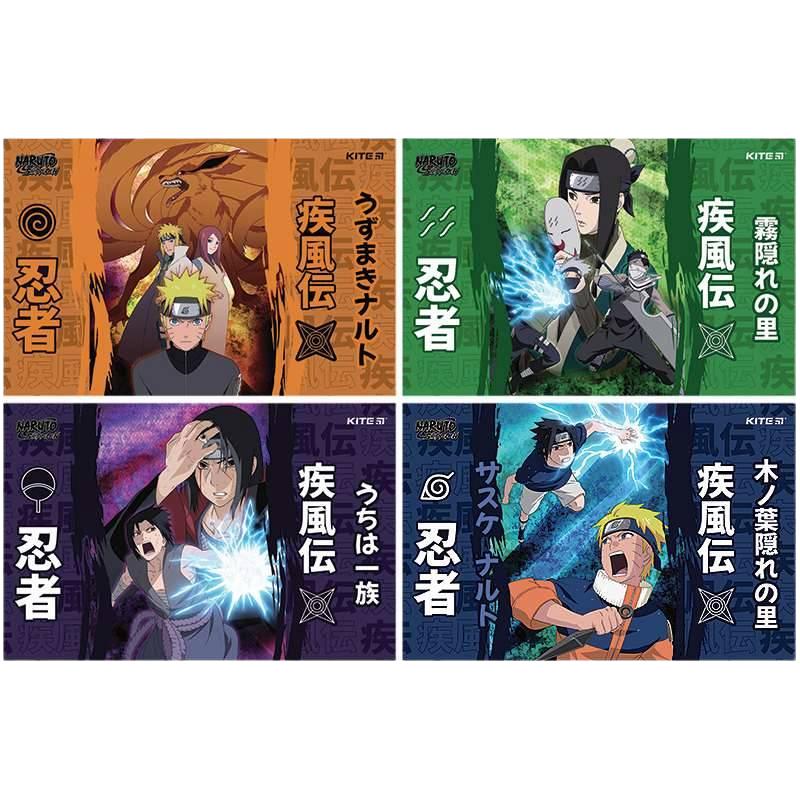 NARUTO
SHIPPUDEN
KITE
忍者
疾風伝
うずまきナルト
NARUTO
SHIPPUDEN
KITE
忍者
疾風伝
霧隠れの里
NARUTO
SHIPPUDEN
KITE
忍者
疾風伝
うちは一族
NARUTO
SHIPPUDEN
KITE
忍者
サスケ ナルト
疾風伝
木ノ葉隠れの里